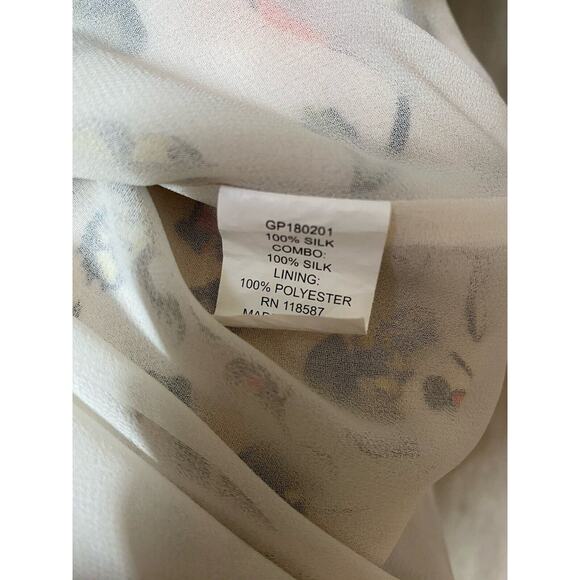 GP180201
100% SILK
COMBO:
100% SILK
LINING:
100% POLYESTER
RN 118587